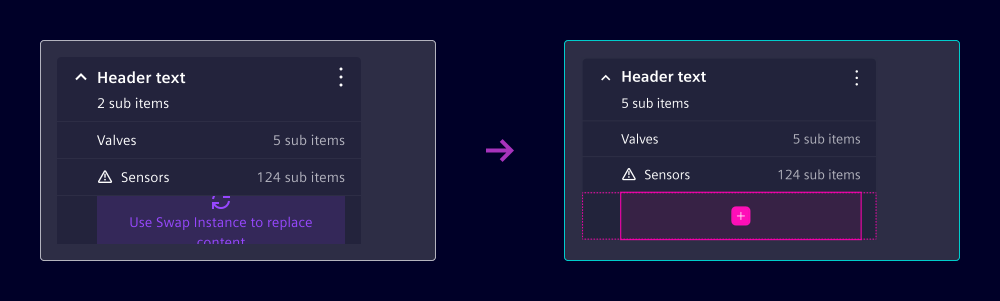 Header text
2 sub items
Valves 5 sub items
Sensors 124 sub items
Use Swap Instance to replace
content
Header text
5 sub items
Valves 5 sub items
Sensors 124 sub items